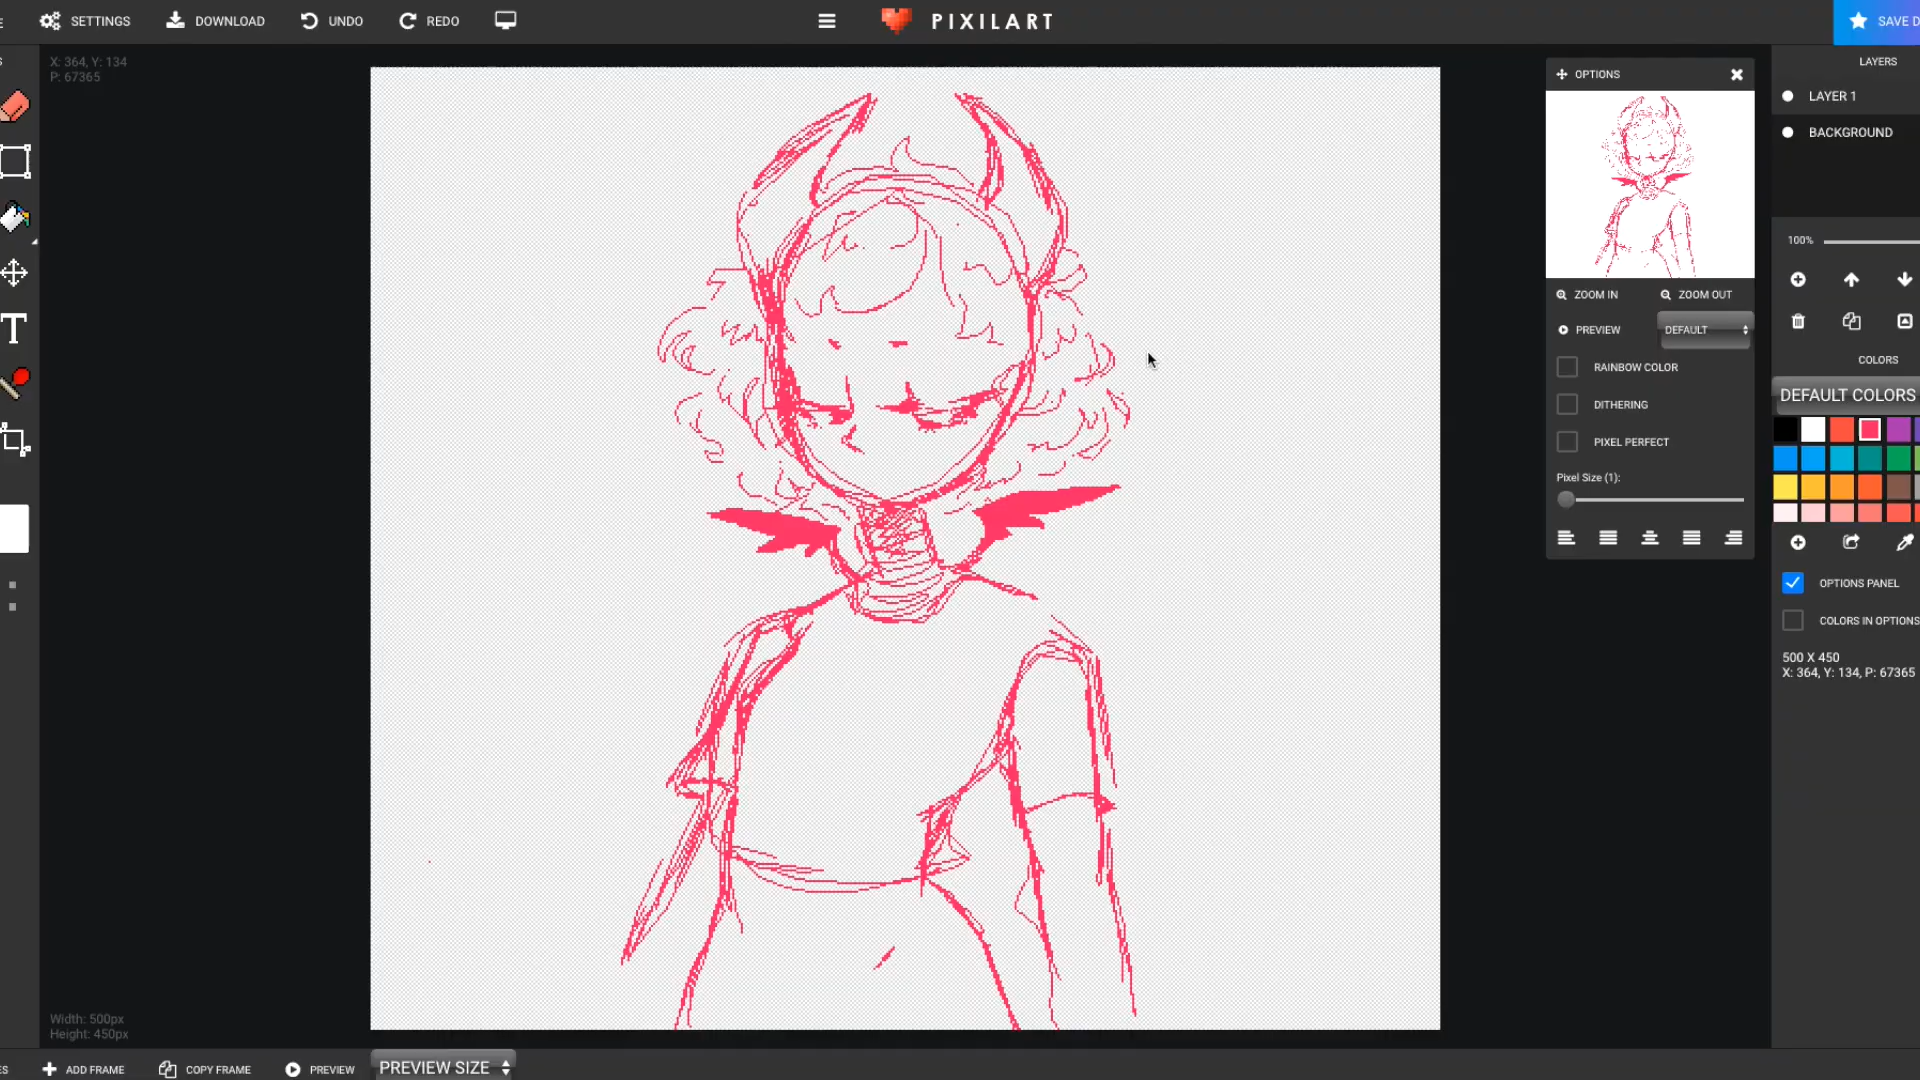 SETTINGS
DOWNLOAD
UNDO
REDO
PIXILART
SAVE D
X: 364, Y: 134
P: 67365
OPTIONS
ZOOM IN
ZOOM OUT
PREVIEW
DEFAULT
RAINBOW COLOR
DITHERING
PIXEL PERFECT
Pixel Size (1):
LAYERS
LAYER 1
BACKGROUND
100%
COLORS
DEFAULT COLORS
OPTIONS PANEL
COLORS IN OPTIONS
500 X 450
X: 364, Y: 134, P: 67365
Width: 500px
Height: 450px
ES
ADD FRAME
COPY FRAME
PREVIEW
PREVIEW SIZE